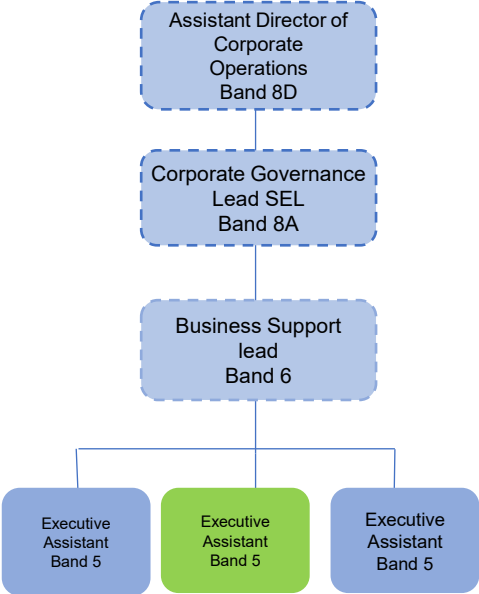 Assistant Director of
Corporate
Operations
Band 8D
Corporate Governance
Lead SEL
Band 8A
Business Support
lead
Band 6
Executive
Assistant
Band 5
Executive
Assistant
Band 5
Executive
Assistant
Band 5